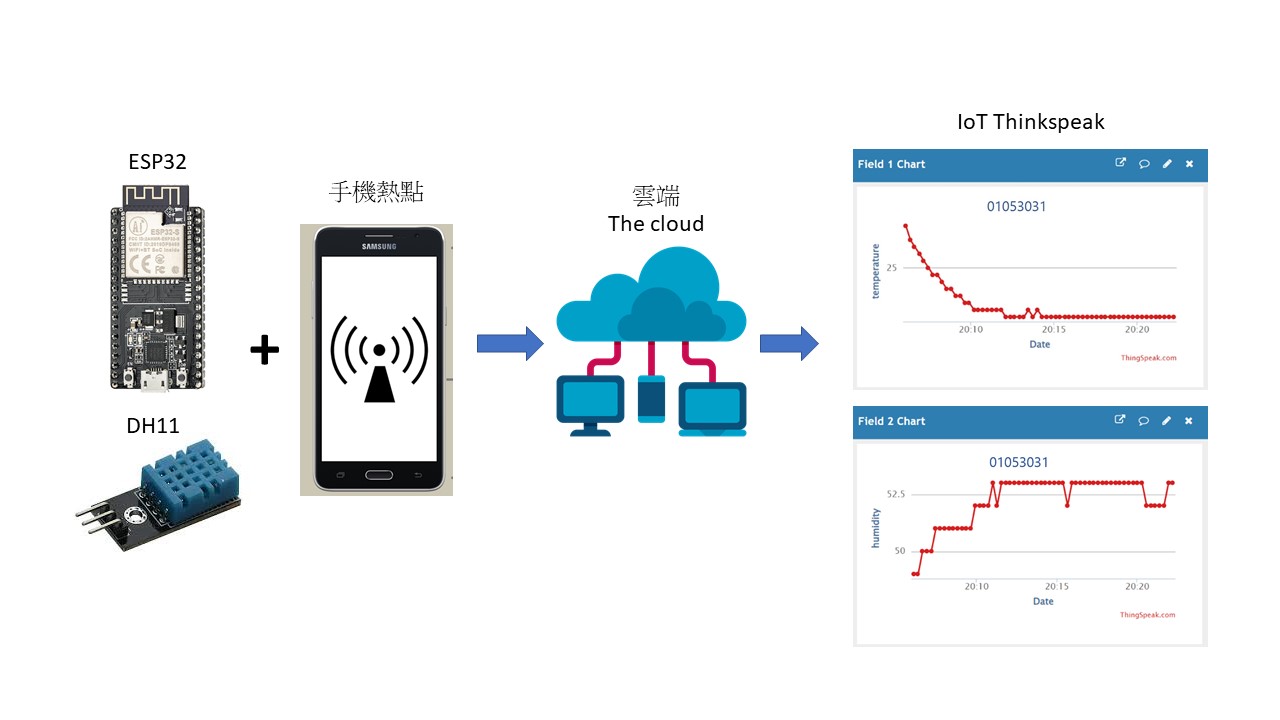 ESP32
DH11
手機熱點
SAMSUNG
雲端
The cloud
IoT Thinkspeak
Field 1 Chart
01053031
temperature
25
20:10
20:15
20:20
Date
ThingSpeak.com
Field 2 Chart
01053031
humidity
52.5
50
20:10
20:15
20:20
Date
ThingSpeak.com